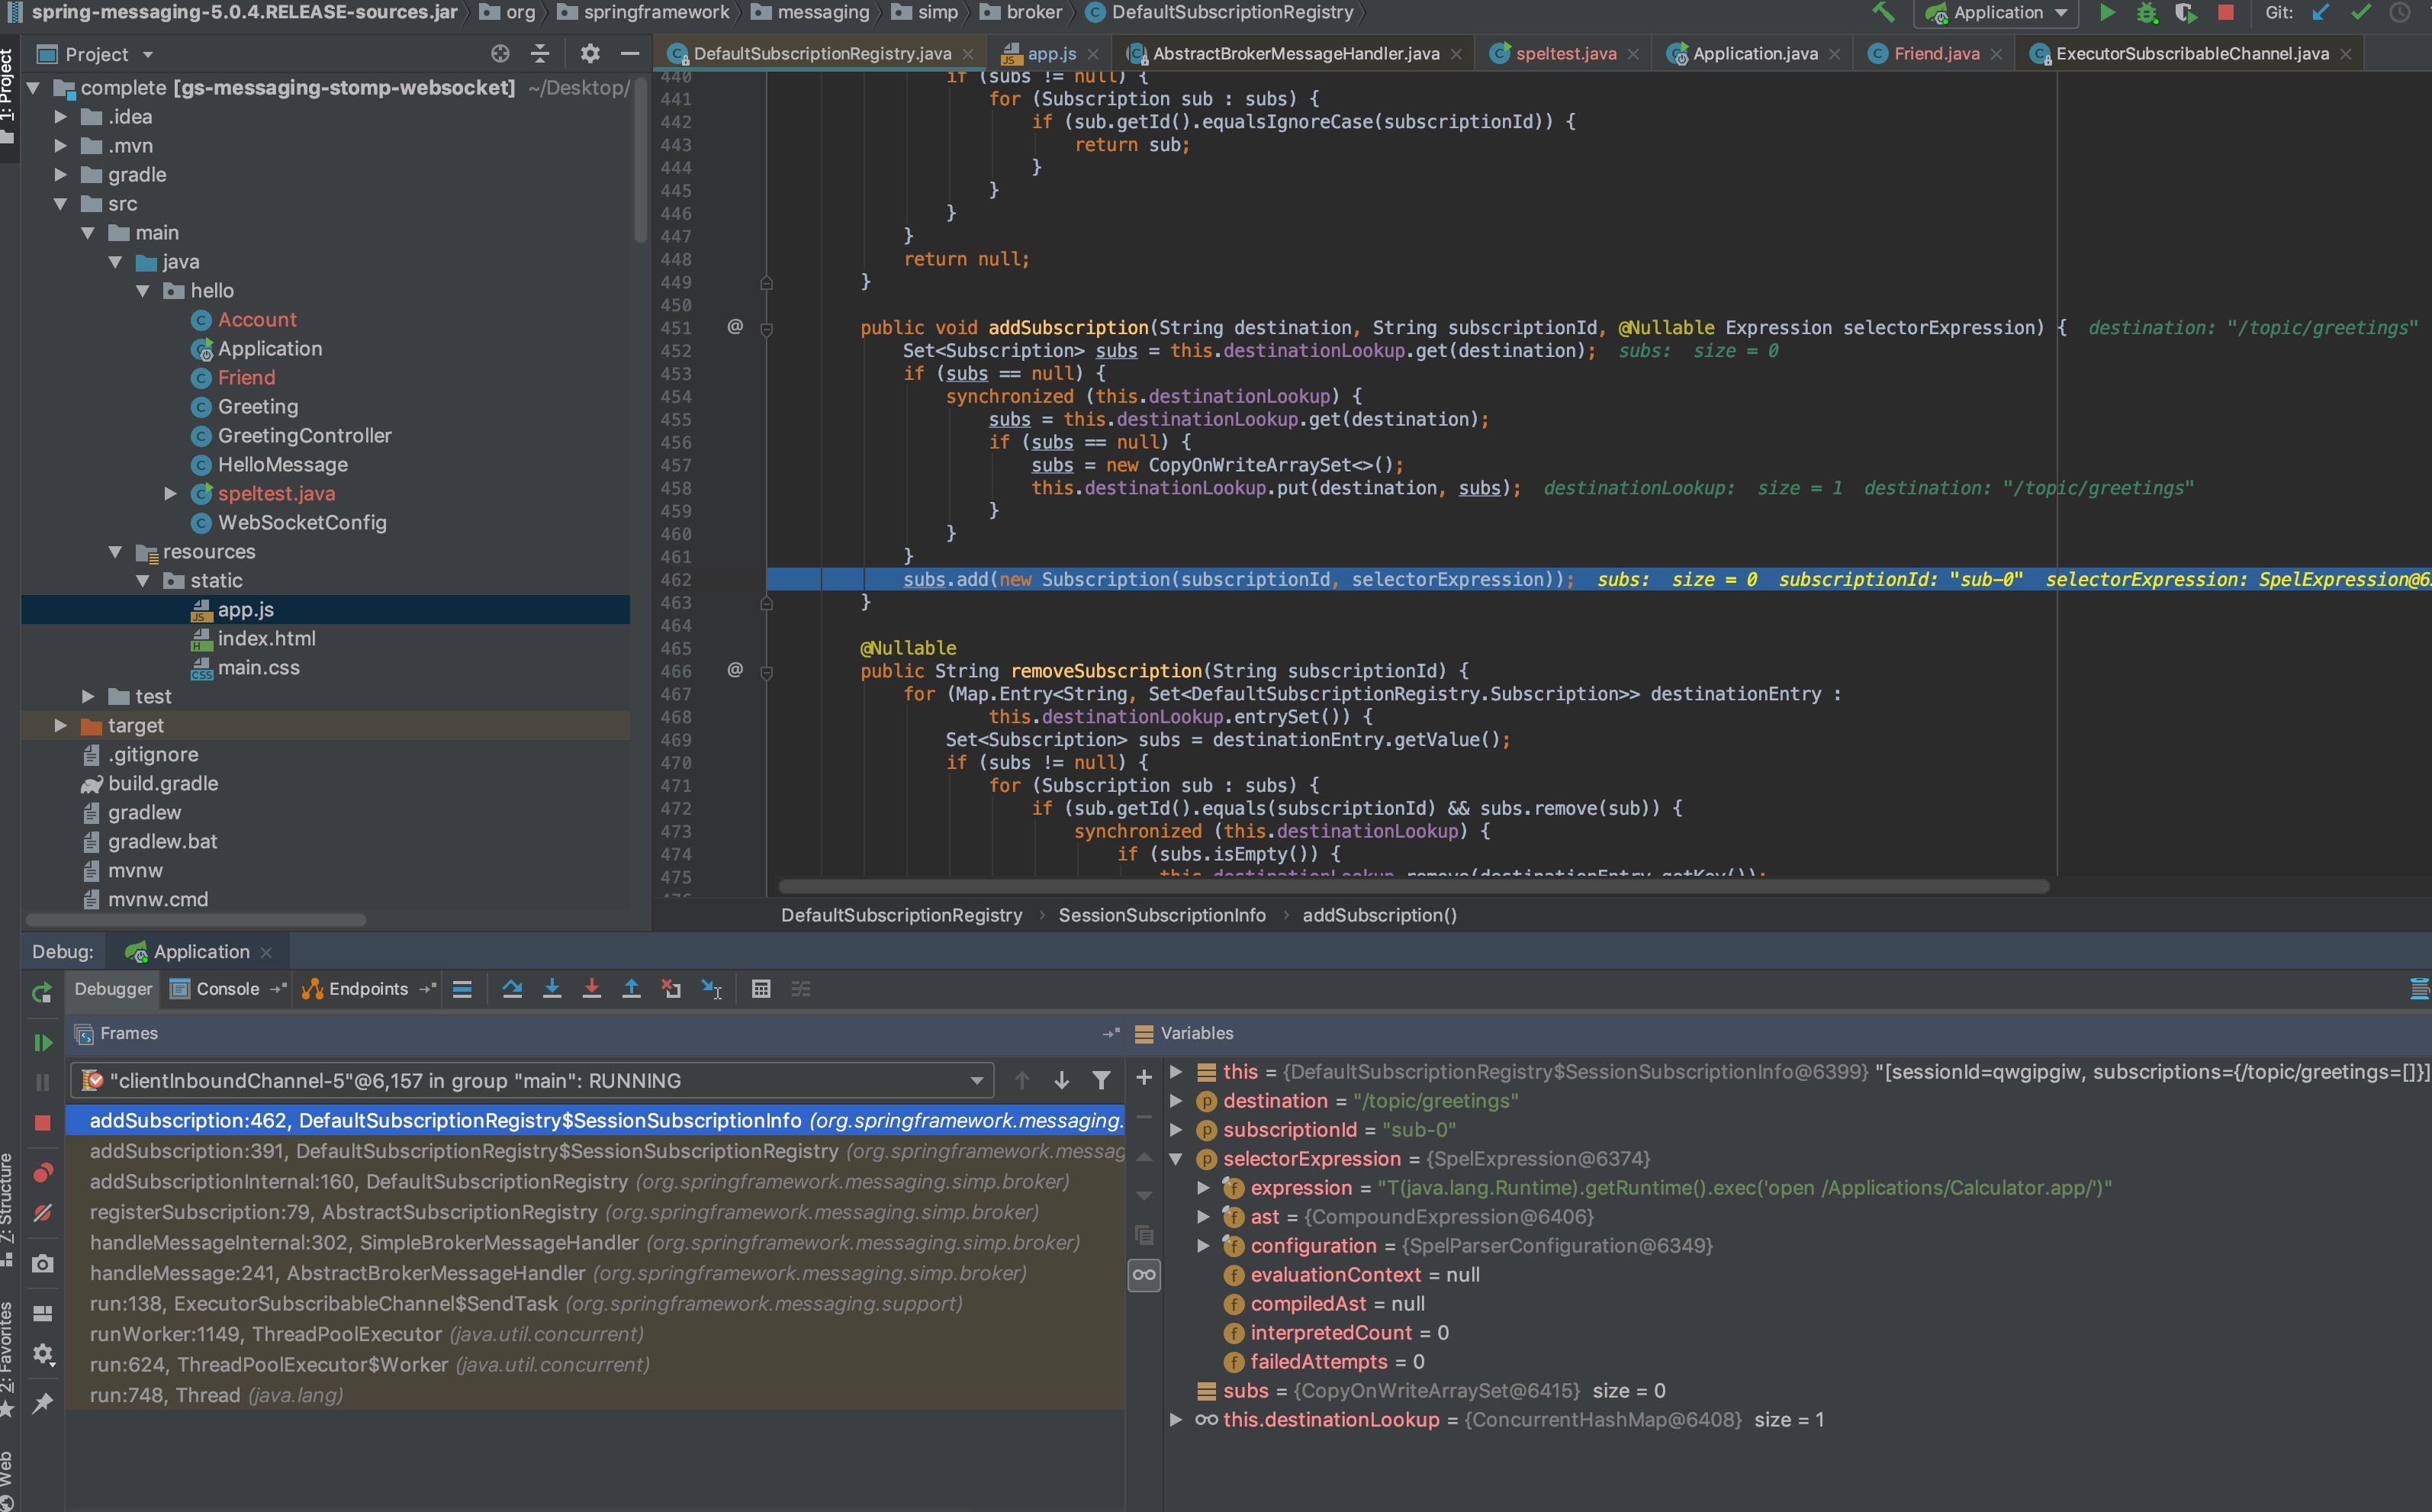 spring-messaging-5.0.4.RELEASE-sources.jar org springframework messaging simp broker DefaultSubscriptionRegistry Application Git:
1: Project
Project
DefaultSubscriptionRegistry.java app.js AbstractBrokerMessageHandler.java speltest.java Application.java Friend.java ExecutorSubscribableChannel.java
complete [gs-messaging-stomp-websocket] ~/Desktop/
.idea
.mvn
gradle
src
main
java
hello
Account
Application
Friend
Greeting
GreetingController
HelloMessage
speltest.java
WebSocketConfig
resources
static
app.js
index.html
main.css
test
target
.gitignore
build.gradle
gradlew
gradlew.bat
mvnw
mvnw.cmd
440 if (subs != null) {
441 for (Subscription sub : subs) {
442 if (sub.getId().equalsIgnoreCase(subscriptionId)) {
443 return sub;
444 }
445 }
446 }
447 }
448 return null;
449 }
450
451 @ public void addSubscription(String destination, String subscriptionId, @Nullable Expression selectorExpression) { destination: "/topic/greetings"
452 Set<Subscription> subs = this.destinationLookup.get(destination); subs: size = 0
453 if (subs == null) {
454 synchronized (this.destinationLookup) {
455 subs = this.destinationLookup.get(destination);
456 if (subs == null) {
457 subs = new CopyOnWriteArraySet<>();
458 this.destinationLookup.put(destination, subs); destinationLookup: size = 1 destination: "/topic/greetings"
459 }
460 }
461 }
462 subs.add(new Subscription(subscriptionId, selectorExpression)); subs: size = 0 subscriptionId: "sub-0" selectorExpression: SpelExpression@6
463 }
464
465 @Nullable
466 @ public String removeSubscription(String subscriptionId) {
467 for (Map.Entry<String, Set<DefaultSubscriptionRegistry.Subscription>> destinationEntry :
468 this.destinationLookup.entrySet()) {
469 Set<Subscription> subs = destinationEntry.getValue();
470 if (subs != null) {
471 for (Subscription sub : subs) {
472 if (sub.getId().equals(subscriptionId) && subs.remove(sub)) {
473 synchronized (this.destinationLookup) {
474 if (subs.isEmpty()) {
475 this.destinationLookup.remove(destinationEntry.getKey());
DefaultSubscriptionRegistry SessionSubscriptionInfo addSubscription()
Debug: Application
Debugger Console Endpoints
Frames
"clientInboundChannel-5"@6,157 in group "main": RUNNING
addSubscription:462, DefaultSubscriptionRegistry$SessionSubscriptionInfo (org.springframework.messaging.
addSubscription:391, DefaultSubscriptionRegistry$SessionSubscriptionRegistry (org.springframework.messag
addSubscriptionInternal:160, DefaultSubscriptionRegistry (org.springframework.messaging.simp.broker)
registerSubscription:79, AbstractSubscriptionRegistry (org.springframework.messaging.simp.broker)
handleMessageInternal:302, SimpleBrokerMessageHandler (org.springframework.messaging.simp.broker)
handleMessage:241, AbstractBrokerMessageHandler (org.springframework.messaging.simp.broker)
run:138, ExecutorSubscribableChannel$SendTask (org.springframework.messaging.support)
runWorker:1149, ThreadPoolExecutor (java.util.concurrent)
run:624, ThreadPoolExecutor$Worker (java.util.concurrent)
run:748, Thread (java.lang)
Variables
this = {DefaultSubscriptionRegistry$SessionSubscriptionInfo@6399} "[sessionId=qwgipgiw, subscriptions={/topic/greetings=[]}]
destination = "/topic/greetings"
subscriptionId = "sub-0"
selectorExpression = {SpelExpression@6374}
expression = "T(java.lang.Runtime).getRuntime().exec('open /Applications/Calculator.app/')"
ast = {CompoundExpression@6406}
configuration = {SpelParserConfiguration@6349}
evaluationContext = null
compiledAst = null
interpretedCount = 0
failedAttempts = 0
subs = {CopyOnWriteArraySet@6415} size = 0
this.destinationLookup = {ConcurrentHashMap@6408} size = 1
7: Structure
2: Favorites
Web